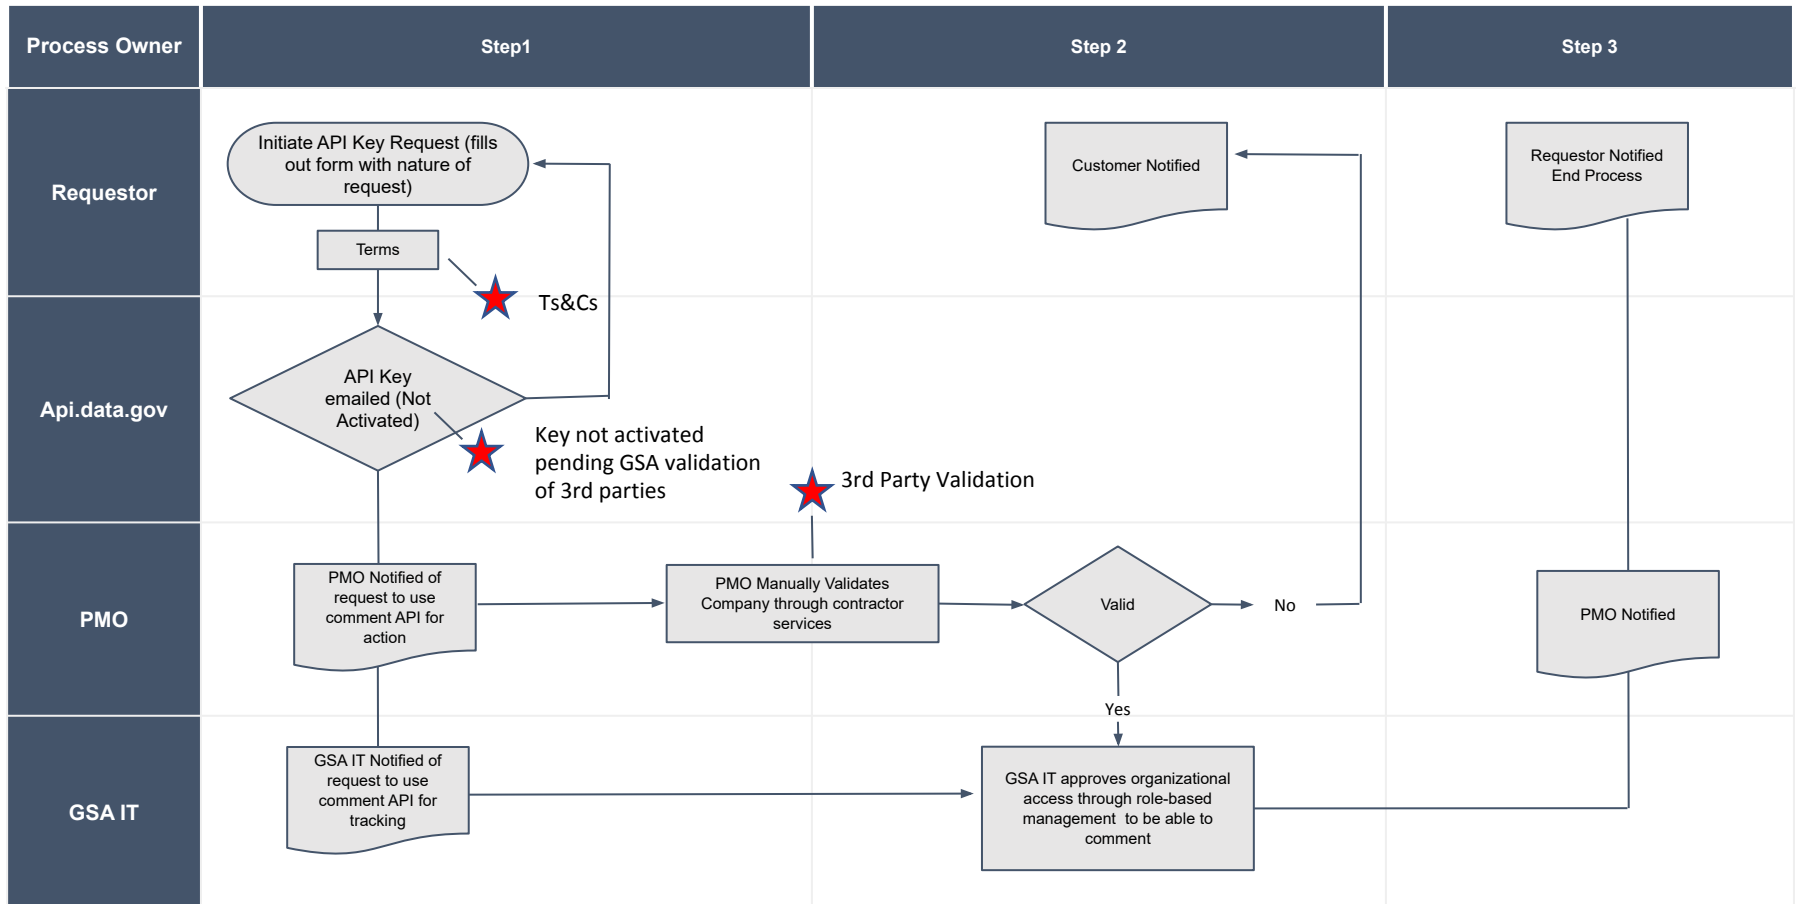 Process Owner
Step1
Step 2
Step 3
Requestor
Initiate API Key Request (fills
out form with nature of
request)
Terms
Ts&Cs
Customer Notified
Requestor Notified
End Process
Api.data.gov
API Key
emailed (Not
Activated)
Key not activated
pending GSA validation
of 3rd parties
3rd Party Validation
PMO
PMO Notified of
request to use
comment API for
action
PMO Manually Validates
Company through contractor
services
Valid
No
Yes
PMO Notified
GSA IT
GSA IT Notified of
request to use
comment API for
tracking
GSA IT approves organizational
access through role-based
management  to be able to
comment